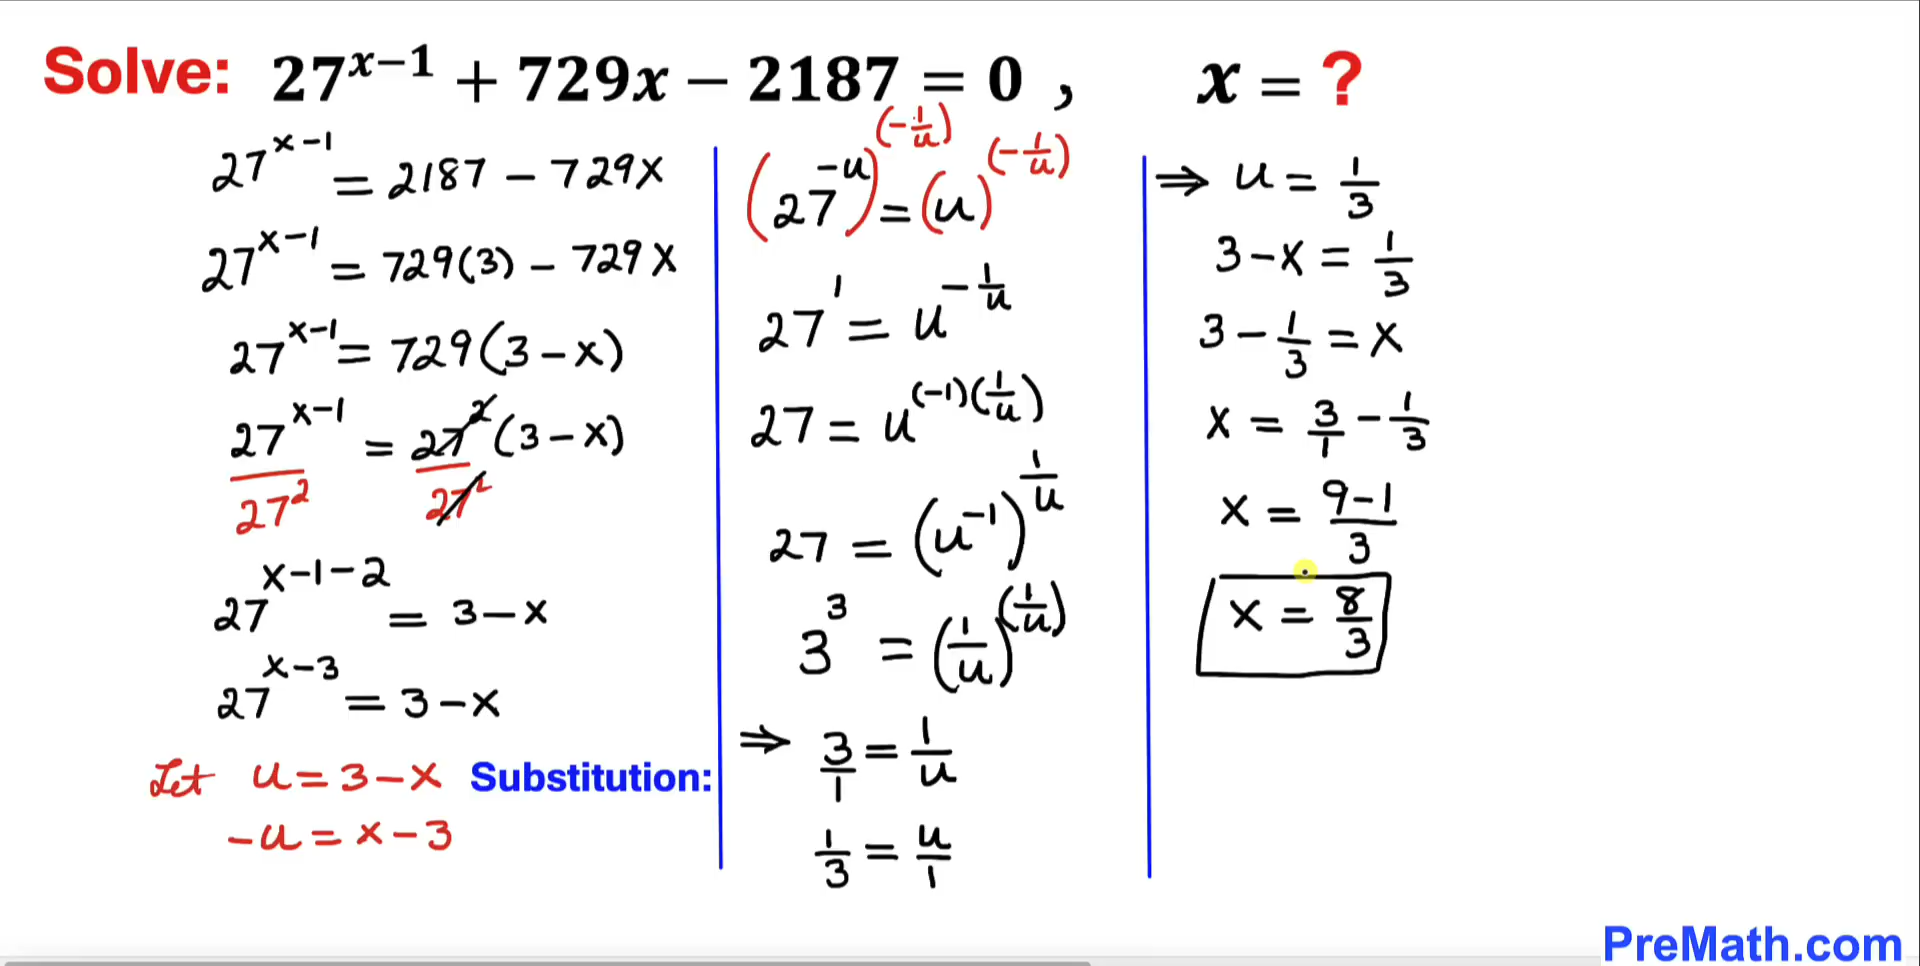 Solve: 27^{x−1} + 729x − 2187 = 0 , x = ?
27^{x−1} = 2187 − 729x
27^{x−1} = 729(3) − 729x
27^{x−1} = 729(3 − x)
27^{x−1}/27^2 = 27^2(3 − x)/27^2
27^{x−1−2} = 3 − x
27^{x−3} = 3 − x
Let u = 3 − x Substitution:
−u = x − 3
(27^{−u})^{(−1/u)} = (u)^{(−1/u)}
27^1 = u^{−1/u}
27 = u^{(−1)(1/u)}
27 = (u^{−1})^{1/u}
3^3 = (1/u)^{(1/u)}
⇒ 3/1 = 1/u
1/3 = u/1
⇒ u = 1/3
3 − x = 1/3
3 − 1/3 = x
x = 3/1 − 1/3
x = 9−1/3
x = 8/3
PreMath.com